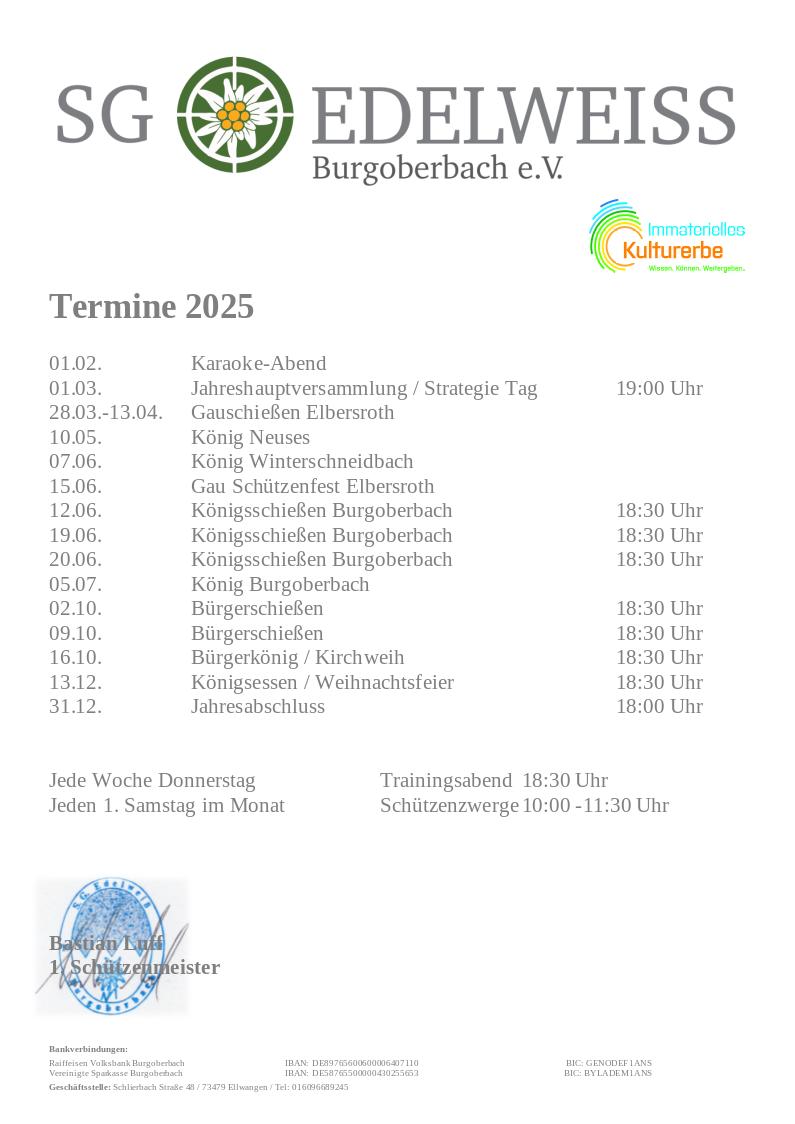 SG EDELWEISS
Burgoberbach e.V.
Immaterielles
Kulturerbe
Wissen. Können. Weitergeben.
Termine 2025
01.02. Karaoke-Abend
01.03. Jahreshauptversammlung / Strategie Tag 19:00 Uhr
28.03.-13.04. Gauschießen Elbersroth
10.05. König Neuses
07.06. König Winterschneidbach
15.06. Gau Schützenfest Elbersroth
12.06. Königsschießen Burgoberbach 18:30 Uhr
19.06. Königsschießen Burgoberbach 18:30 Uhr
20.06. Königsschießen Burgoberbach 18:30 Uhr
05.07. König Burgoberbach
02.10. Bürgerschießen 18:30 Uhr
09.10. Bürgerschießen 18:30 Uhr
16.10. Bürgerkönig / Kirchweih 18:30 Uhr
13.12. Königsessen / Weihnachtsfeier 18:30 Uhr
31.12. Jahresabschluss 18:00 Uhr
Jede Woche Donnerstag Trainingsabend 18:30 Uhr
Jeden 1. Samstag im Monat Schützenzwerge 10:00 -11:30 Uhr
S.G. Edelweiß
Bastian Luff
1. Schützenmeister
Burgoberbach
Bankverbindungen:
Raiffeisen Volksbank Burgoberbach IBAN: DE89765600600006407110 BIC: GENODEF1ANS
Vereinigte Sparkasse Burgoberbach IBAN: DE58765500000430255653 BIC: BYLADEM1ANS
Geschäftsstelle: Schlierbach Straße 48 / 73479 Ellwangen / Tel: 016096689245